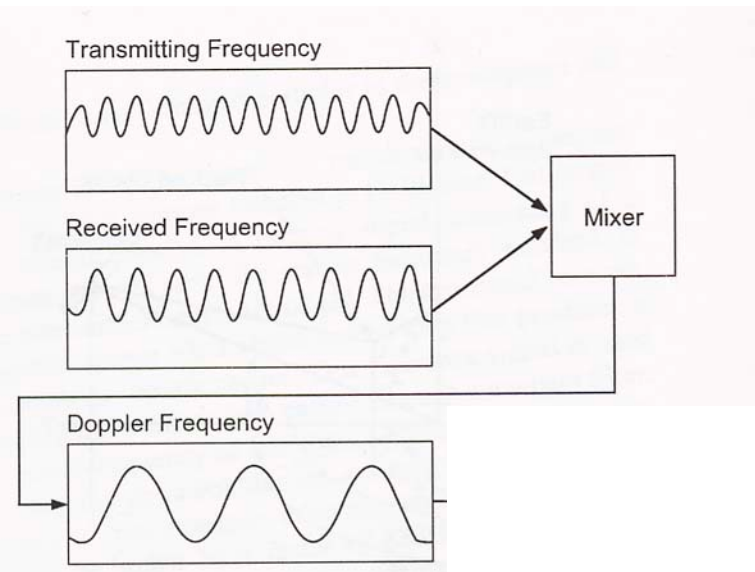 Transmitting Frequency
Mixer
Received Frequency
Doppler Frequency